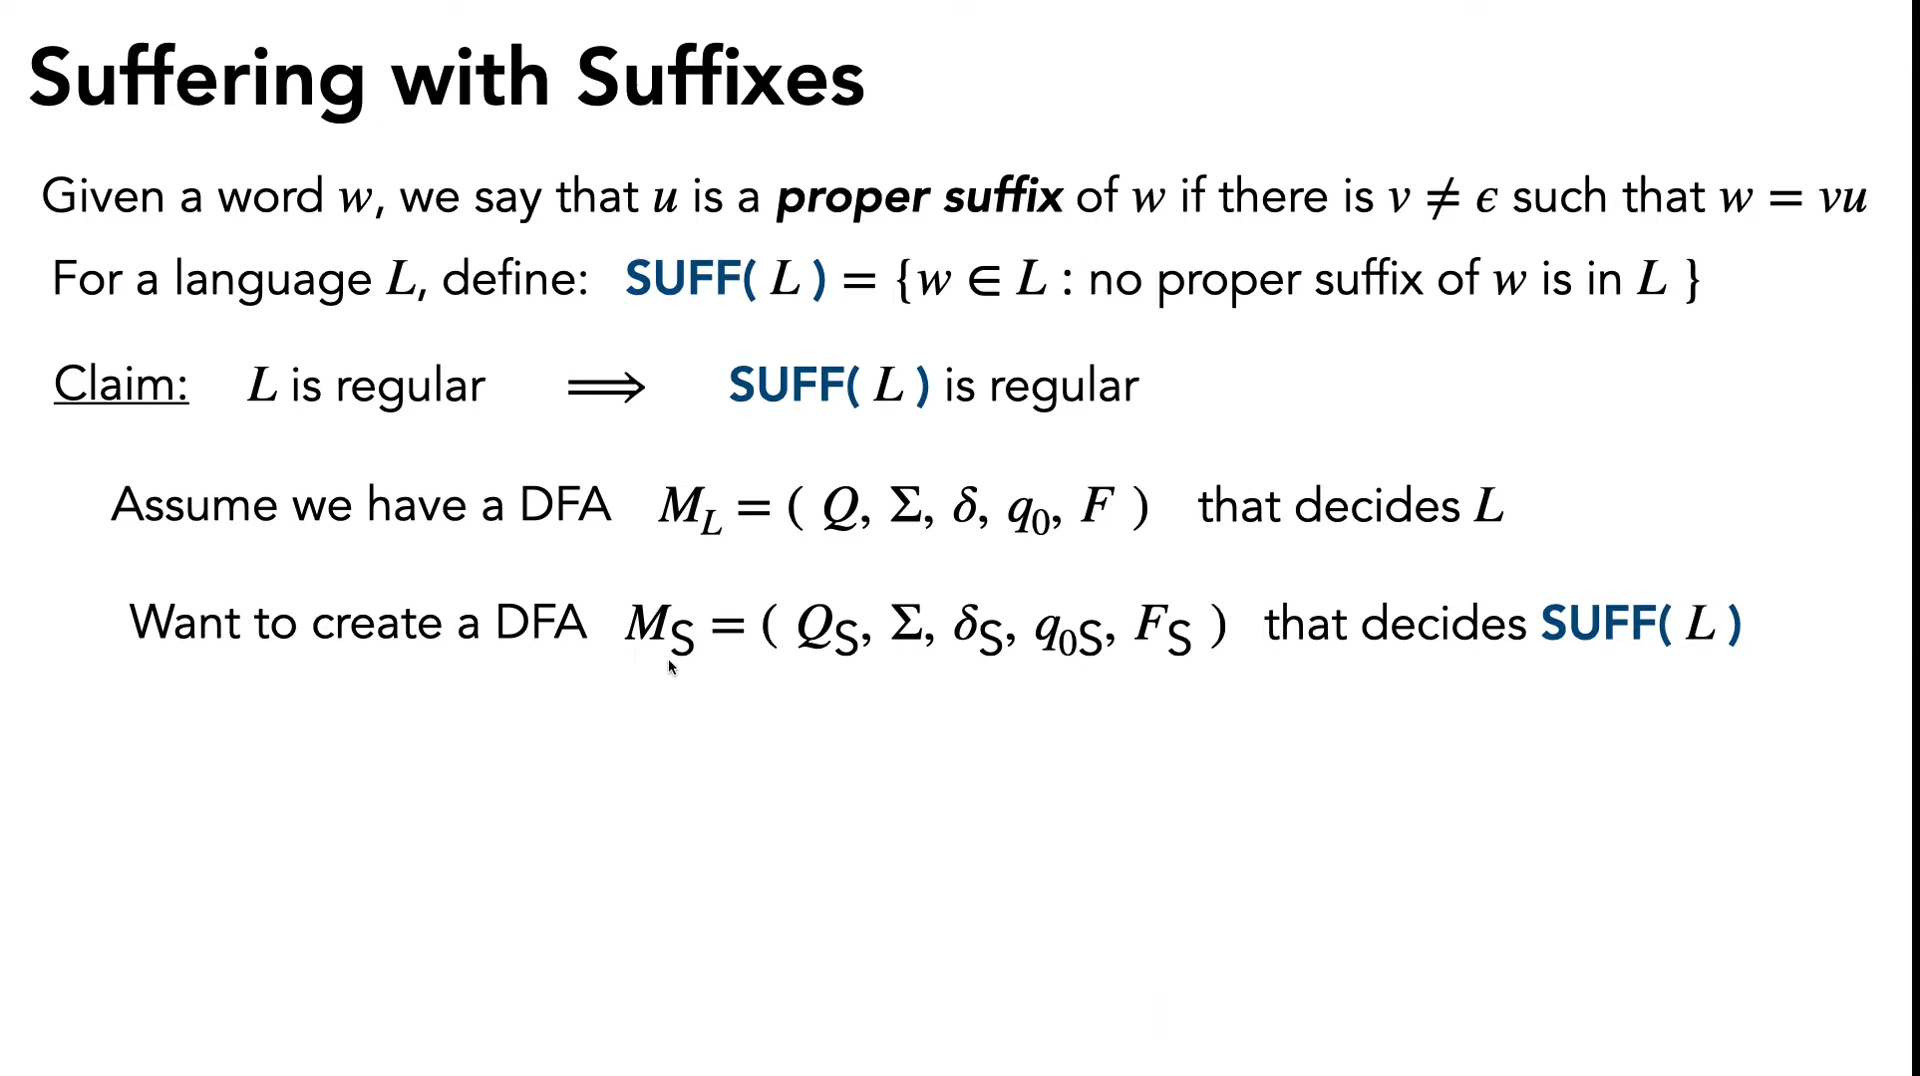 Suffering with Suffixes
Given a word w, we say that u is a proper suffix of w if there is v ≠ ϵ such that w = vu
For a language L, define: SUFF( L ) = {w ∈ L : no proper suffix of w is in L }
Claim: L is regular ⟹ SUFF( L ) is regular
Assume we have a DFA M_L = ( Q, Σ, δ, q_0, F ) that decides L
Want to create a DFA M_S = ( Q_S, Σ, δ_S, q_0S, F_S ) that decides SUFF( L )